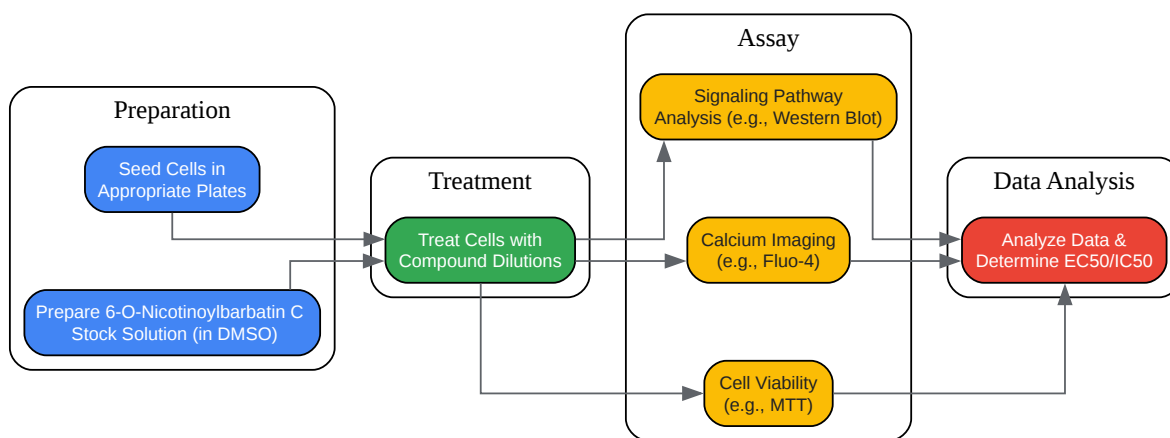 Preparation
Seed Cells in
Appropriate Plates
Prepare 6-O-Nicotinoylbarbatin C
Stock Solution (in DMSO)
Treatment
Treat Cells with
Compound Dilutions
Assay
Signaling Pathway
Analysis (e.g., Western Blot)
Calcium Imaging
(e.g., Fluo-4)
Cell Viability
(e.g., MTT)
Data Analysis
Analyze Data &
Determine EC50/IC50